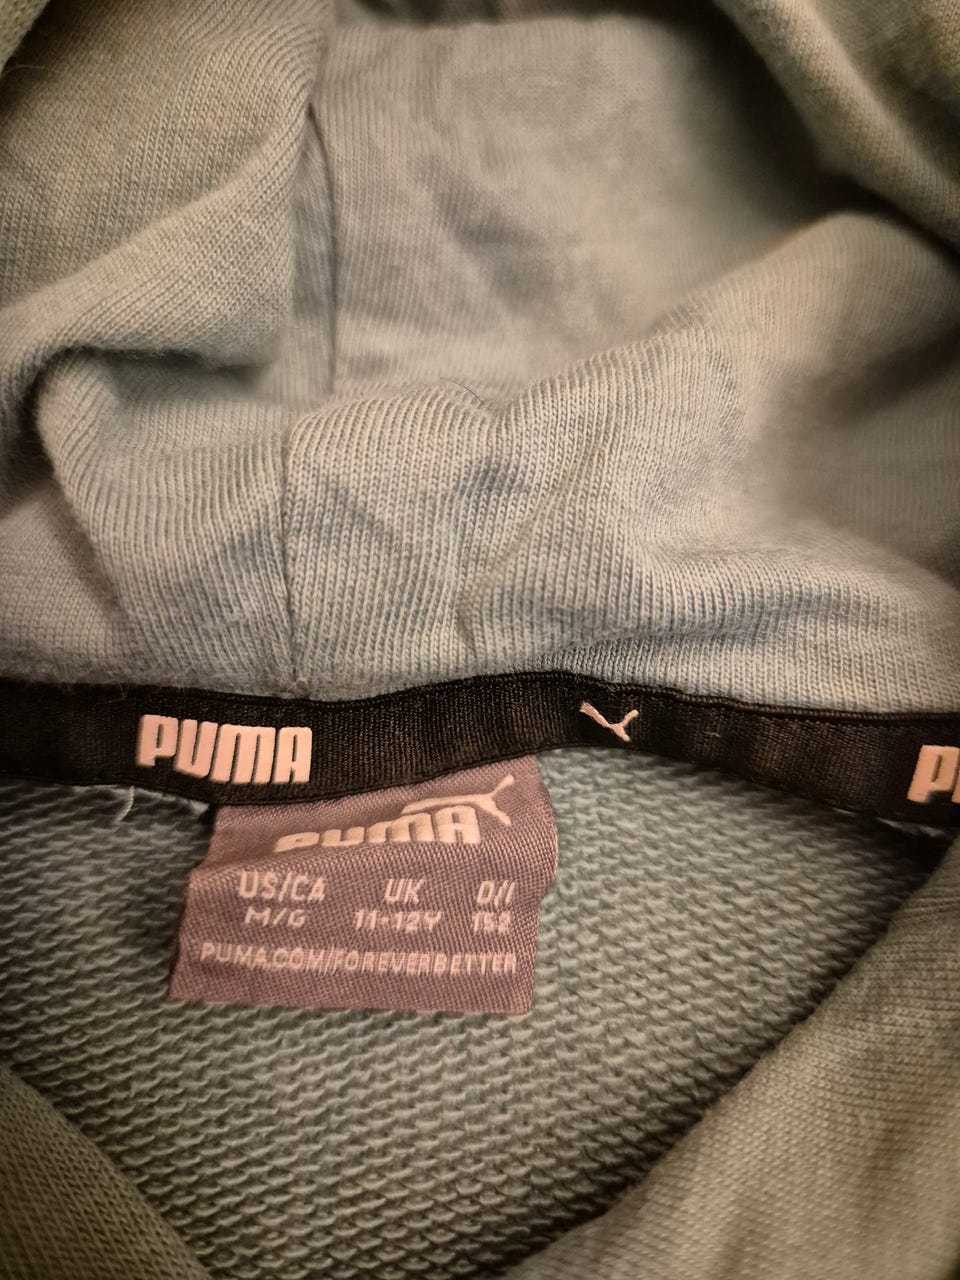 PUMA
PUMA
US/CA UK D/I
M/G 11-12Y 152
PUMA.COM/FOREVERBETTER